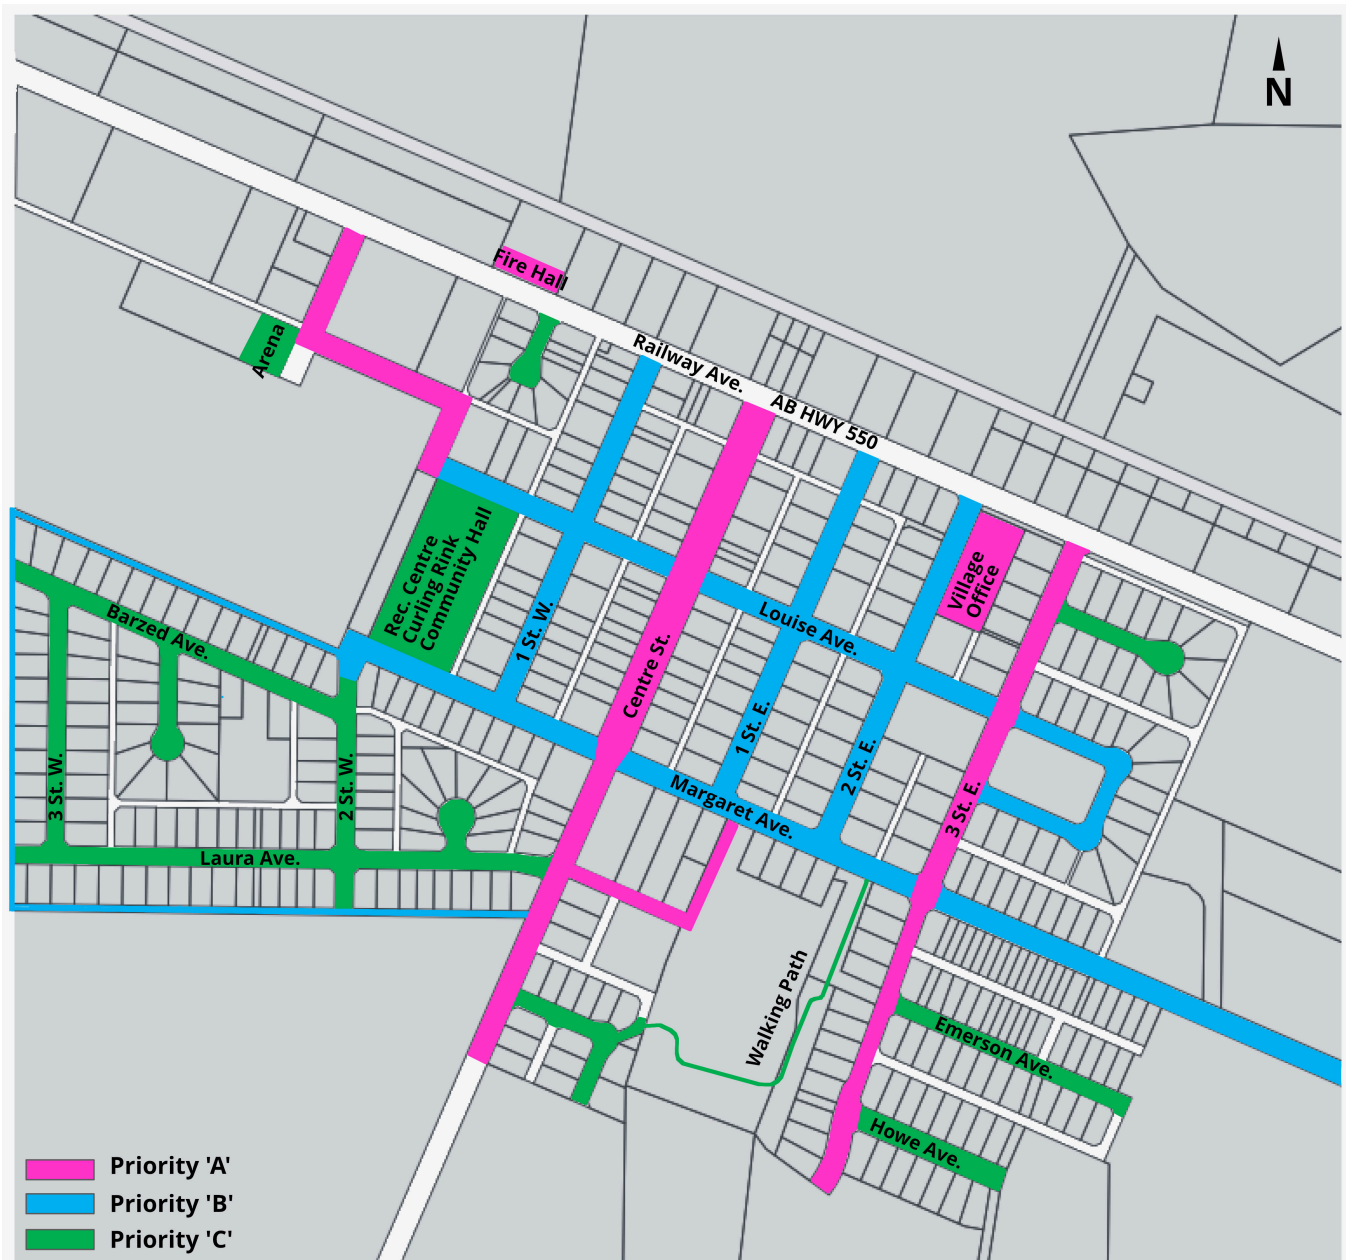 N
Fire Hall
Arena
Railway Ave.
AB HWY 550
Rec. Centre
Curling Rink
Community Hall
Village
Office
Barzed Ave.
1 St. W.
Louise Ave.
Centre St.
1 St. E.
2 St. E.
3 St. E.
3 St. W.
2 St. W.
Margaret Ave.
Laura Ave.
Walking Path
Emerson Ave.
Howe Ave.
Priority 'A'
Priority 'B'
Priority 'C'